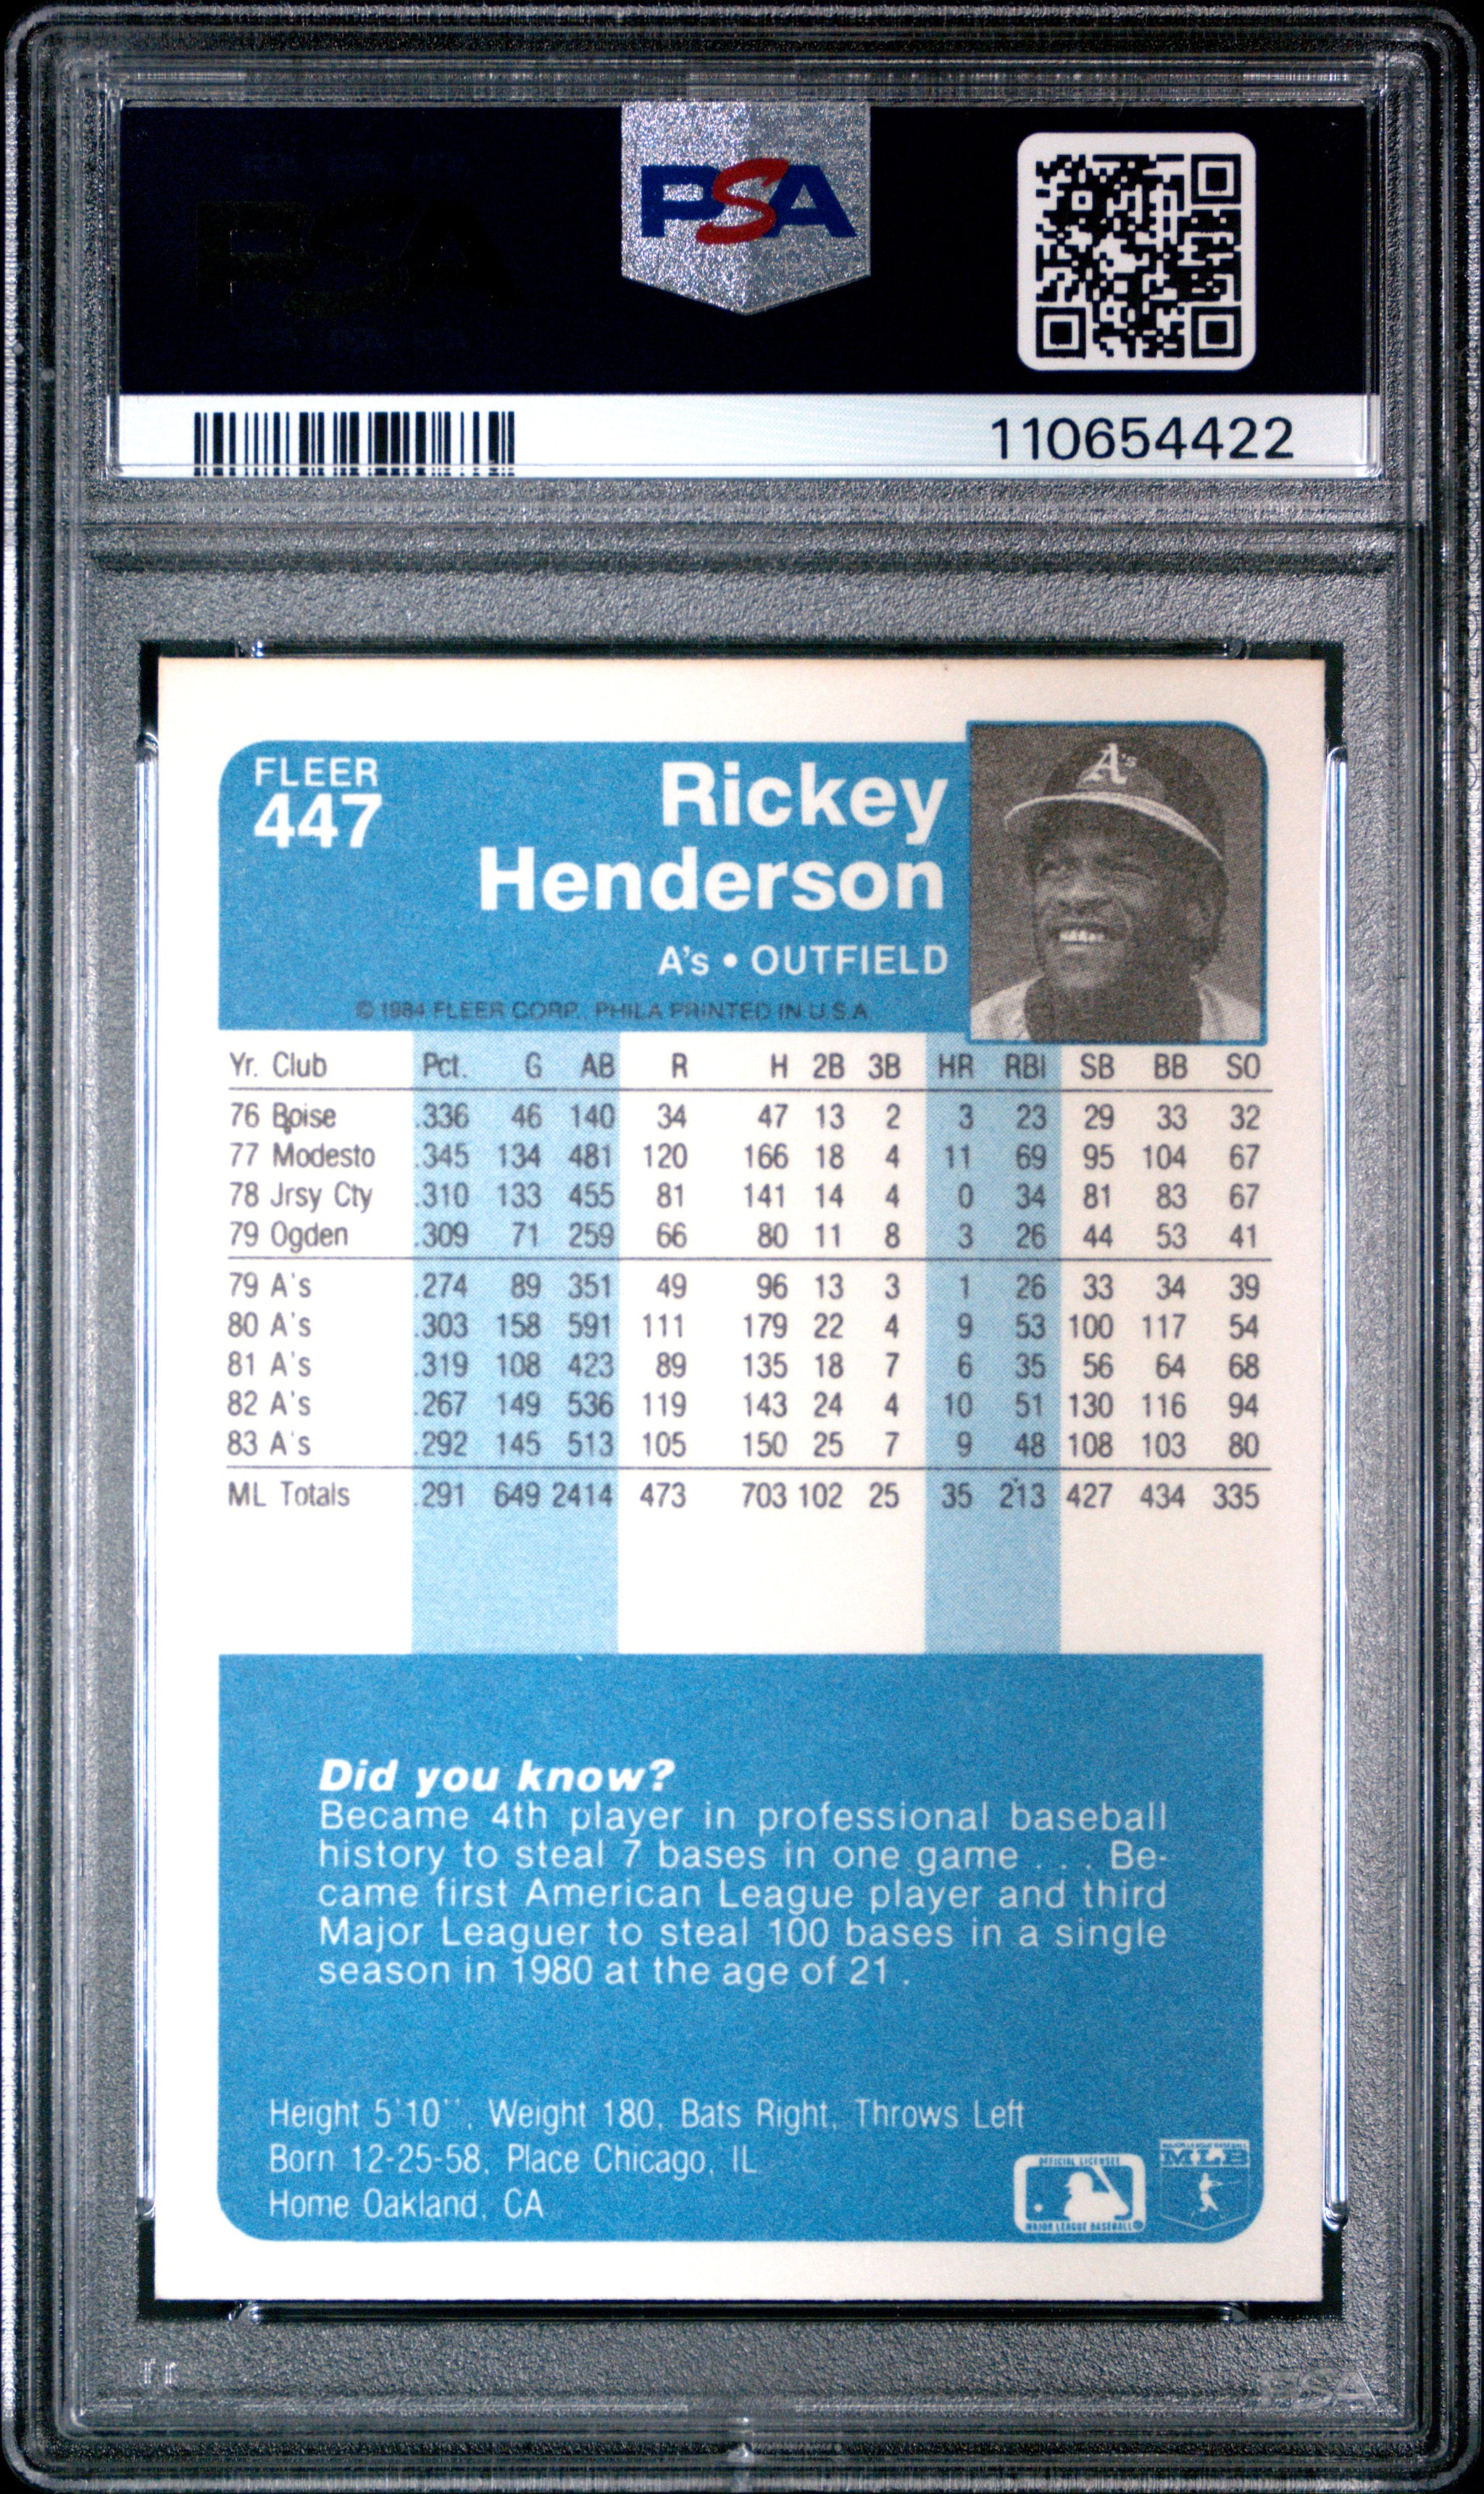 PSA
PSA
110654422
FLEER
447
Rickey
Henderson
A's
A's • OUTFIELD
© 1984 FLEER CORP. PHILA PRINTED IN U.S.A
Yr. Club Pct. G AB R H 2B 3B HR RBI SB BB SO
76 Boise .336 46 140 34 47 13 2 3 23 29 33 32
77 Modesto .345 134 481 120 166 18 4 11 69 95 104 67
78 Jrsy Cty .310 133 455 81 141 14 4 0 34 81 83 67
79 Ogden .309 71 259 66 80 11 8 3 26 44 53 41
79 A's .274 89 351 49 96 13 3 1 26 33 34 39
80 A's .303 158 591 111 179 22 4 9 53 100 117 54
81 A's .319 108 423 89 135 18 7 6 35 56 64 68
82 A's .267 149 536 119 143 24 4 10 51 130 116 94
83 A's .292 145 513 105 150 25 7 9 48 108 103 80
ML Totals .291 649 2414 473 703 102 25 35 213 427 434 335
Did you know?
Became 4th player in professional baseball
history to steal 7 bases in one game . . . Be-
came first American League player and third
Major Leaguer to steal 100 bases in a single
season in 1980 at the age of 21 .
Height 5'10'', Weight 180, Bats Right, Throws Left
Born 12-25-58, Place Chicago, IL
Home Oakland, CA
OFFICIAL LICENSEE
MAJOR LEAGUE BASEBALL
MAJOR LEAGUE BASEBALL
MLB
PSA